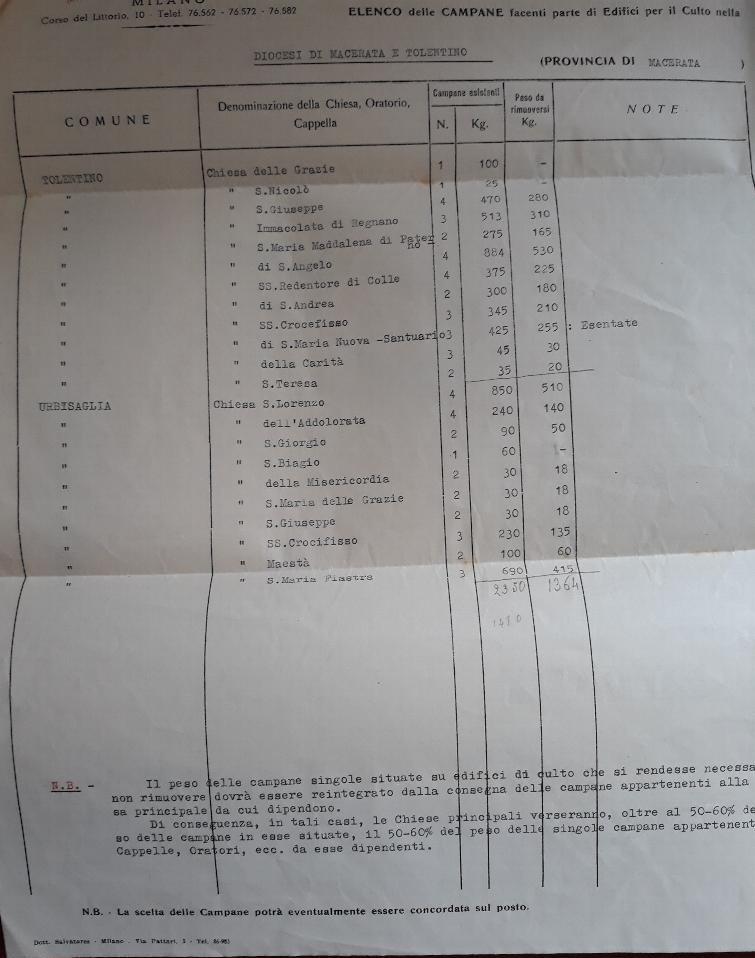 MILANO
Corso del Littorio, 10 - Telef. 76.562 - 76.572 - 76.582
ELENCO delle CAMPANE facenti parte di Edifici per il Culto nella
DIOCESI DI MACERATA E TOLENTINO
(PROVINCIA DI MACERATA )
COMUNE Denominazione della Chiesa, Oratorio, Cappella Campane esistenti N. Kg. Peso da rimuoversi Kg. NOTE
TOLENTINO Chiesa delle Grazie 1 100 -
" " S.Nicolò 1 25 -
" " S.Giuseppe 4 470 280
" " Immacolata di Regnano 3 513 310
" " S.Maria Maddalena di Paterno 2 275 165
" " di S.Angelo 4 884 530
" " SS.Redentore di Colle 4 375 225
" " di S.Andrea 2 300 180
" " SS.Crocefisso 3 345 210
" " di S.Maria Nuova -Santuario 3 425 255 : Esentate
" " della Carità 3 45 30
" " S.Teresa 2 35 20
URBISAGLIA Chiesa S.Lorenzo 4 850 510
" " dell'Addolorata 4 240 140
" " S.Giorgio 2 90 50
" " S.Biagio 1 60 -
" " della Misericordia 2 30 18
" " S.Maria delle Grazie 2 30 18
" " S.Giuseppe 2 30 18
" " SS.Crocifisso 3 230 135
" " Maestà 2 100 60
" " S.Maria Piastra 3 690 415
2350 1364
N.B. - Il peso delle campane singole situate su edifici di culto che si rendesse necessa
non rimuovere dovrà essere reintegrato dalla consegna delle campane appartenenti alla
sa principale da cui dipendono.
Di conseguenza, in tali casi, le Chiese principali verseranno, oltre al 50-60% de
so delle campane in esse situate, il 50-60% del peso delle singole campane appartenent
Cappelle, Oratori, ecc. da esse dipendenti.
N.B. - La scelta delle Campane potrà eventualmente essere concordata sul posto.
Dott. Salvatores - Milano - Via Pattari, 5 - Tel.